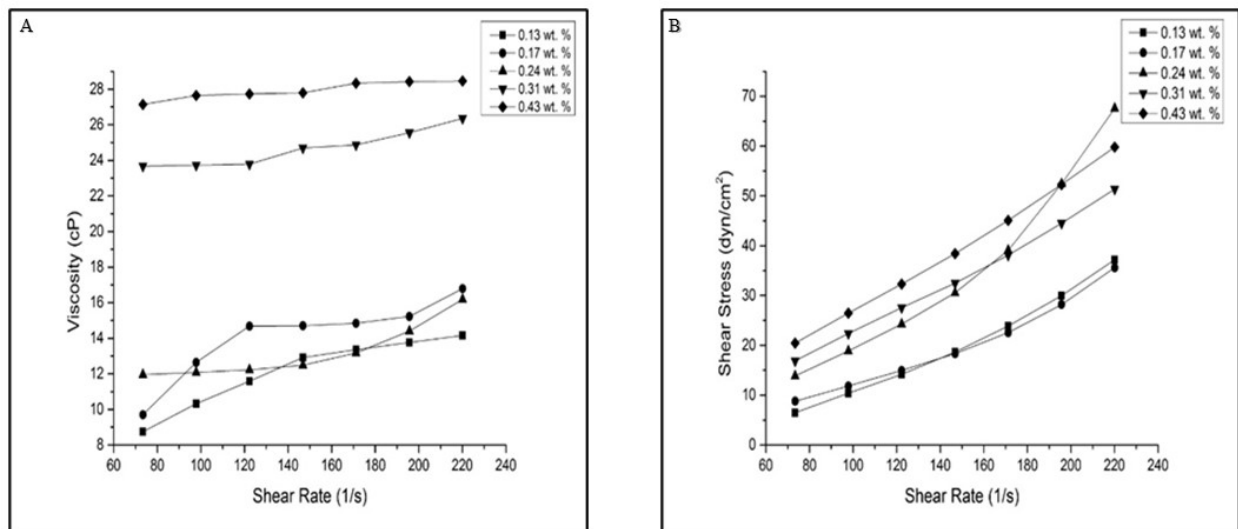 A
0.13 wt. %
0.17 wt. %
0.24 wt. %
0.31 wt. %
0.43 wt. %
28
26
24
22
20
18
16
14
12
10
8
Viscosity (cP)
60 80 100 120 140 160 180 200 220 240
Shear Rate (1/s)
B
0.13 wt. %
0.17 wt. %
0.24 wt. %
0.31 wt. %
0.43 wt. %
70
60
50
40
30
20
10
0
Shear Stress (dyn/cm²)
60 80 100 120 140 160 180 200 220 240
Shear Rate (1/s)